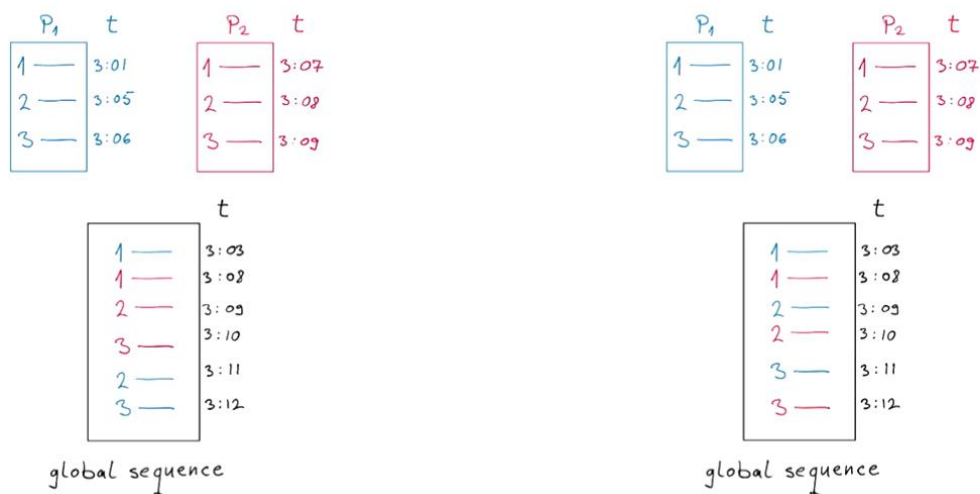 P1 t P2 t
1 3:01 1 3:07
2 3:05 2 3:08
3 3:06 3 3:09
t
1 3:03
1 3:08
2 3:09
3 3:10
2 3:11
3 3:12
global sequence
P1 t P2 t
1 3:01 1 3:07
2 3:05 2 3:08
3 3:06 3 3:09
t
1 3:03
1 3:08
2 3:09
2 3:10
3 3:11
3 3:12
global sequence